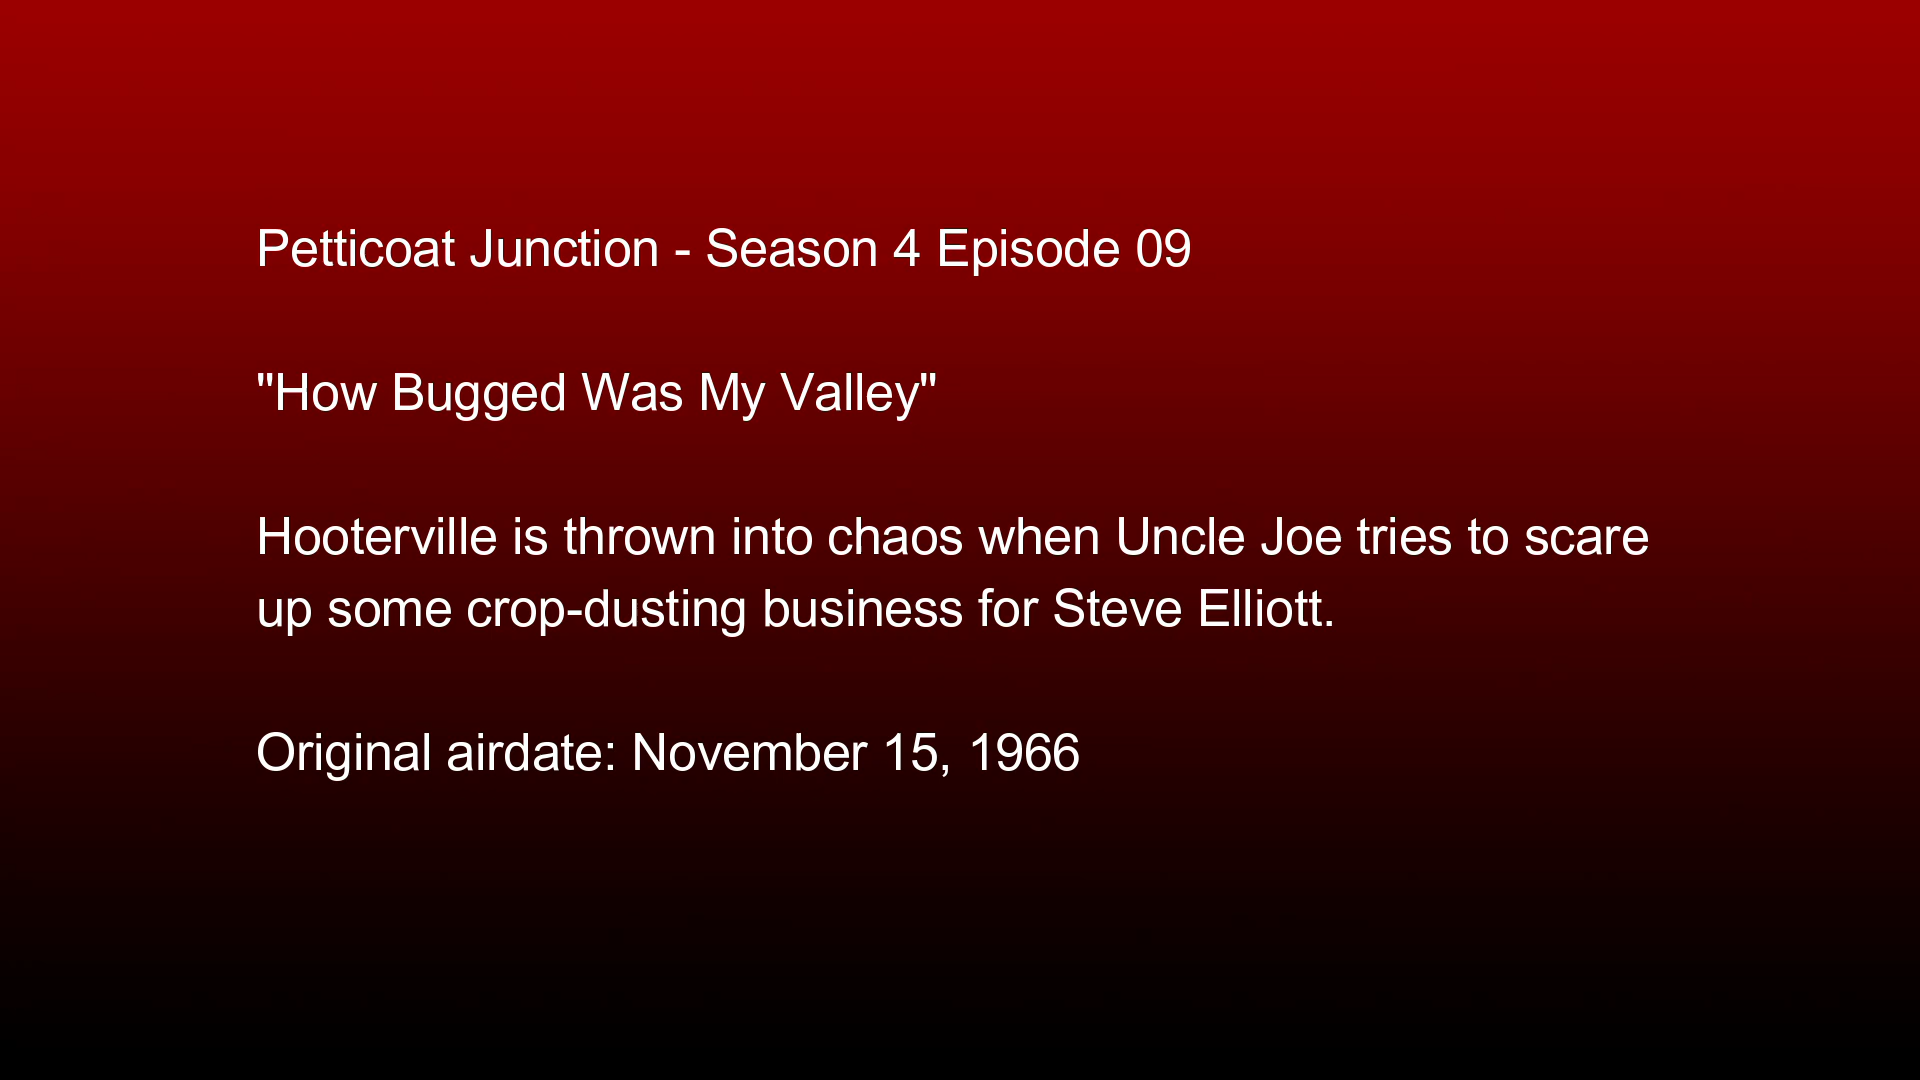 Petticoat Junction - Season 4 Episode 09
"How Bugged Was My Valley"
Hooterville is thrown into chaos when Uncle Joe tries to scare
up some crop-dusting business for Steve Elliott.
Original airdate: November 15, 1966